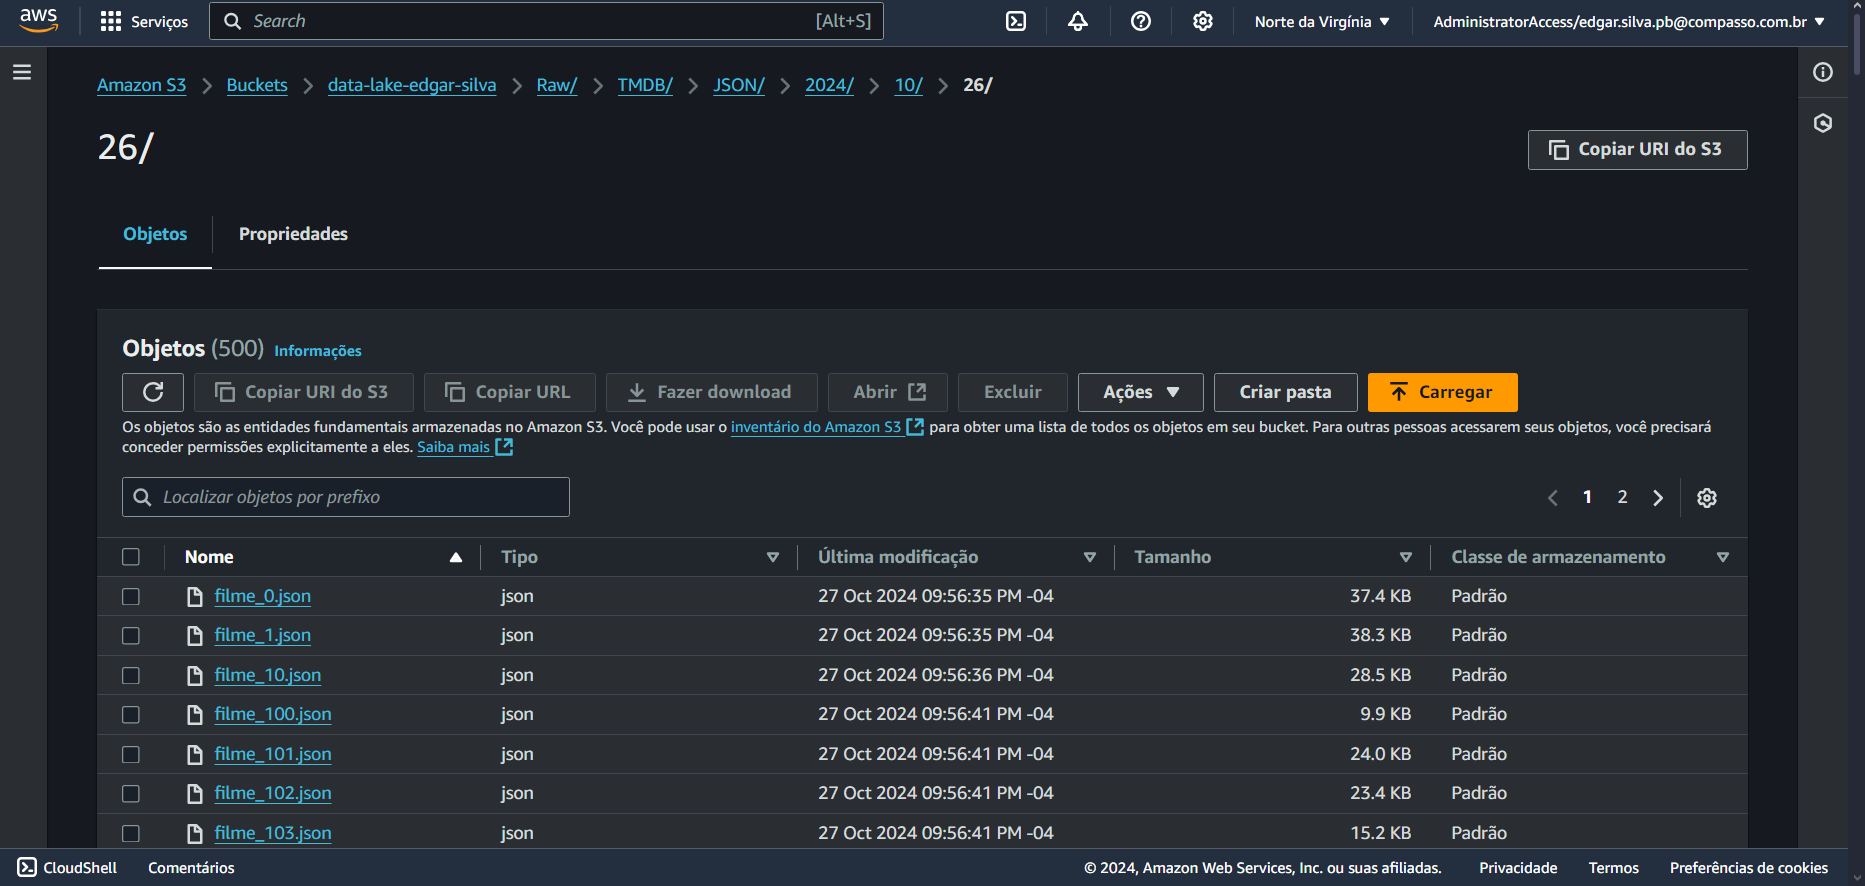 aws Serviços Search [Alt+S] Norte da Virgínia AdministratorAccess/edgar.silva.pb@compasso.com.br
Amazon S3 > Buckets > data-lake-edgar-silva > Raw/ > TMDB/ > JSON/ > 2024/ > 10/ > 26/
26/
Copiar URI do S3
Objetos Propriedades
Objetos (500) Informações
Copiar URI do S3 Copiar URL Fazer download Abrir Excluir Ações Criar pasta Carregar
Os objetos são as entidades fundamentais armazenadas no Amazon S3. Você pode usar o inventário do Amazon S3 para obter uma lista de todos os objetos em seu bucket. Para outras pessoas acessarem seus objetos, você precisará
conceder permissões explicitamente a eles. Saiba mais
Localizar objetos por prefixo < 1 2 >
Nome Tipo Última modificação Tamanho Classe de armazenamento
filme_0.json json 27 Oct 2024 09:56:35 PM -04 37.4 KB Padrão
filme_1.json json 27 Oct 2024 09:56:35 PM -04 38.3 KB Padrão
filme_10.json json 27 Oct 2024 09:56:36 PM -04 28.5 KB Padrão
filme_100.json json 27 Oct 2024 09:56:41 PM -04 9.9 KB Padrão
filme_101.json json 27 Oct 2024 09:56:41 PM -04 24.0 KB Padrão
filme_102.json json 27 Oct 2024 09:56:41 PM -04 23.4 KB Padrão
filme_103.json json 27 Oct 2024 09:56:41 PM -04 15.2 KB Padrão
CloudShell Comentários © 2024, Amazon Web Services, Inc. ou suas afiliadas. Privacidade Termos Preferências de cookies